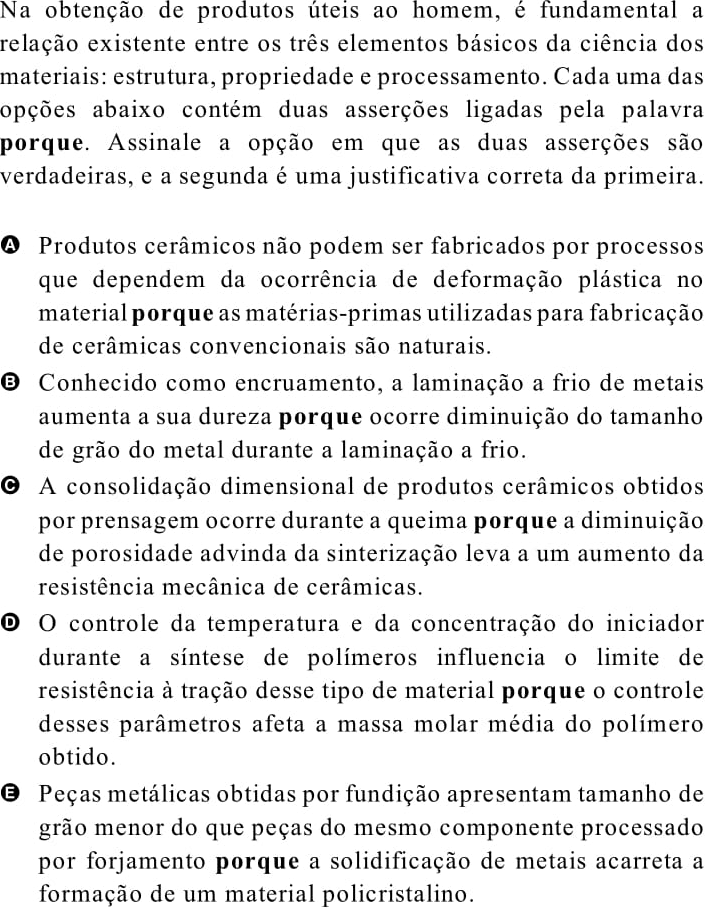 Na obtenção de produtos úteis ao homem, é fundamental a
relação existente entre os três elementos básicos da ciência dos
materiais: estrutura, propriedade e processamento. Cada uma das
opções abaixo contém duas asserções ligadas pela palavra
porque. Assinale a opção em que as duas asserções são
verdadeiras, e a segunda é uma justificativa correta da primeira.
A Produtos cerâmicos não podem ser fabricados por processos
que dependem da ocorrência de deformação plástica no
material porque as matérias-primas utilizadas para fabricação
de cerâmicas convencionais são naturais.
B Conhecido como encruamento, a laminação a frio de metais
aumenta a sua dureza porque ocorre diminuição do tamanho
de grão do metal durante a laminação a frio.
C A consolidação dimensional de produtos cerâmicos obtidos
por prensagem ocorre durante a queima porque a diminuição
de porosidade advinda da sinterização leva a um aumento da
resistência mecânica de cerâmicas.
D O controle da temperatura e da concentração do iniciador
durante a síntese de polímeros influencia o limite de
resistência à tração desse tipo de material porque o controle
desses parâmetros afeta a massa molar média do polímero
obtido.
E Peças metálicas obtidas por fundição apresentam tamanho de
grão menor do que peças do mesmo componente processado
por forjamento porque a solidificação de metais acarreta a
formação de um material policristalino.